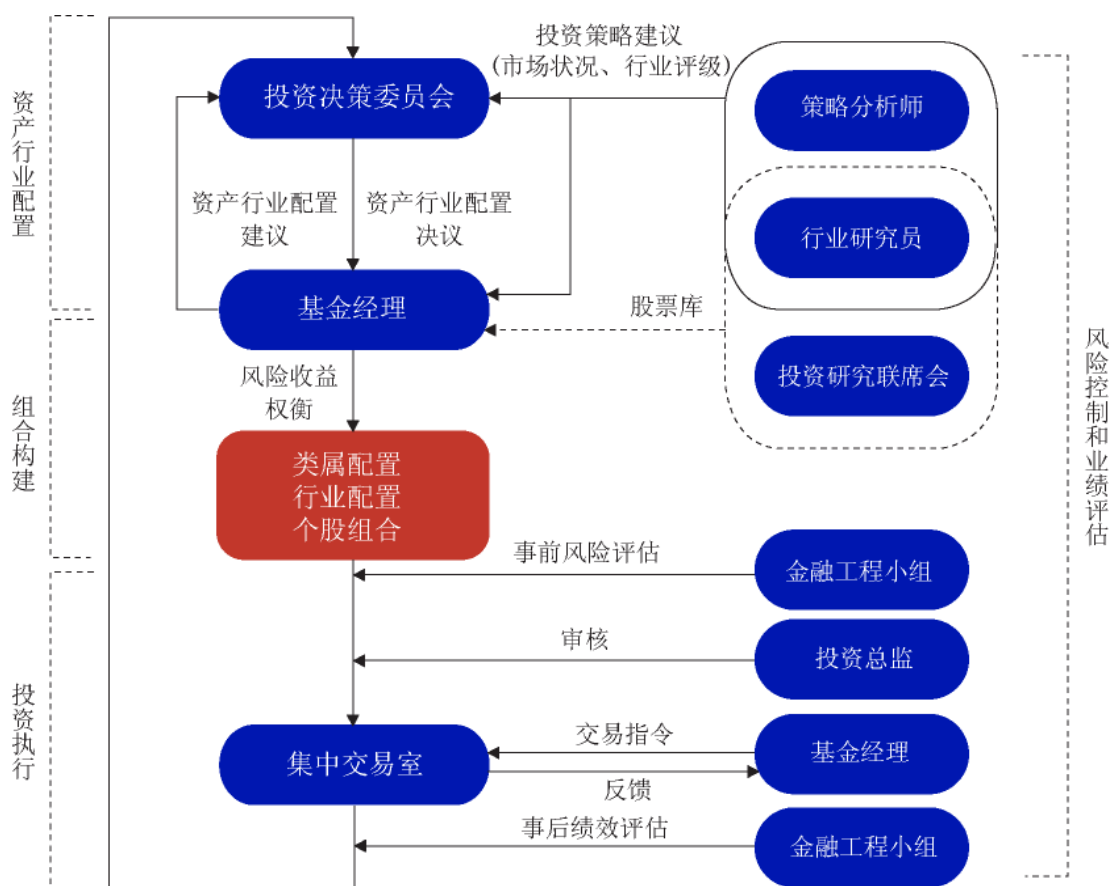 投资策略建议
(市场状况、行业评级)
投资决策委员会
策略分析师
资产行业配置
资产行业配置
建议
资产行业配置
决议
行业研究员
基金经理
股票库
投资研究联席会
风险收益
权衡
组合构建
类属配置
行业配置
个股组合
风险控制和业绩评估
事前风险评估
金融工程小组
审核
投资总监
投资执行
集中交易室
交易指令
反馈
基金经理
事后绩效评估
金融工程小组